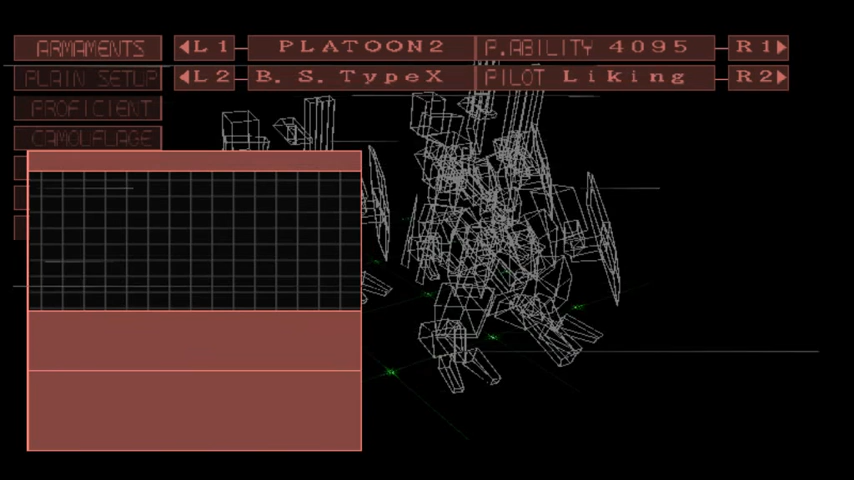 ARMAMENTS
L1 PLATOON2 P.ABILITY 4095 R1
PLAIN SETUP
L2 B.S.TypeX PILOT Liking R2
PROFICIENT
CAMOUFLAGE